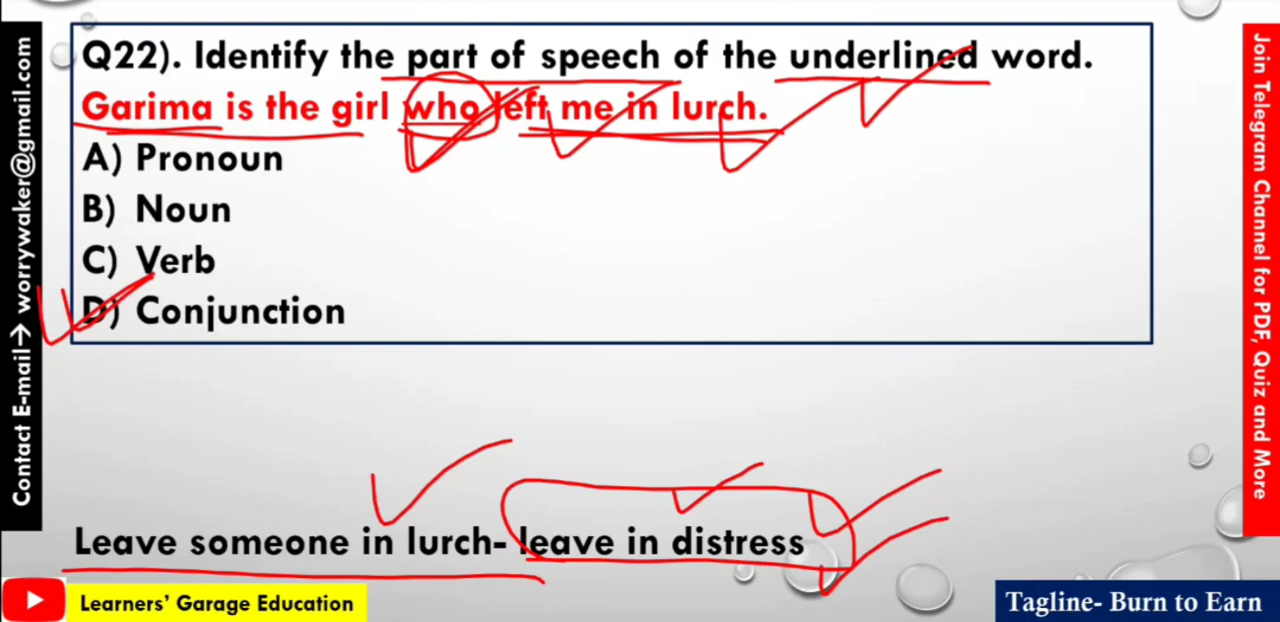 Q22). Identify the part of speech of the underlined word.
Garima is the girl who left me in lurch.
A) Pronoun
B) Noun
C) Verb
D) Conjunction
Leave someone in lurch- leave in distress
Contact E-mail→ worrywaker@gmail.com
Join Telegram Channel for PDF, Quiz and More
Learners’ Garage Education
Tagline- Burn to Earn